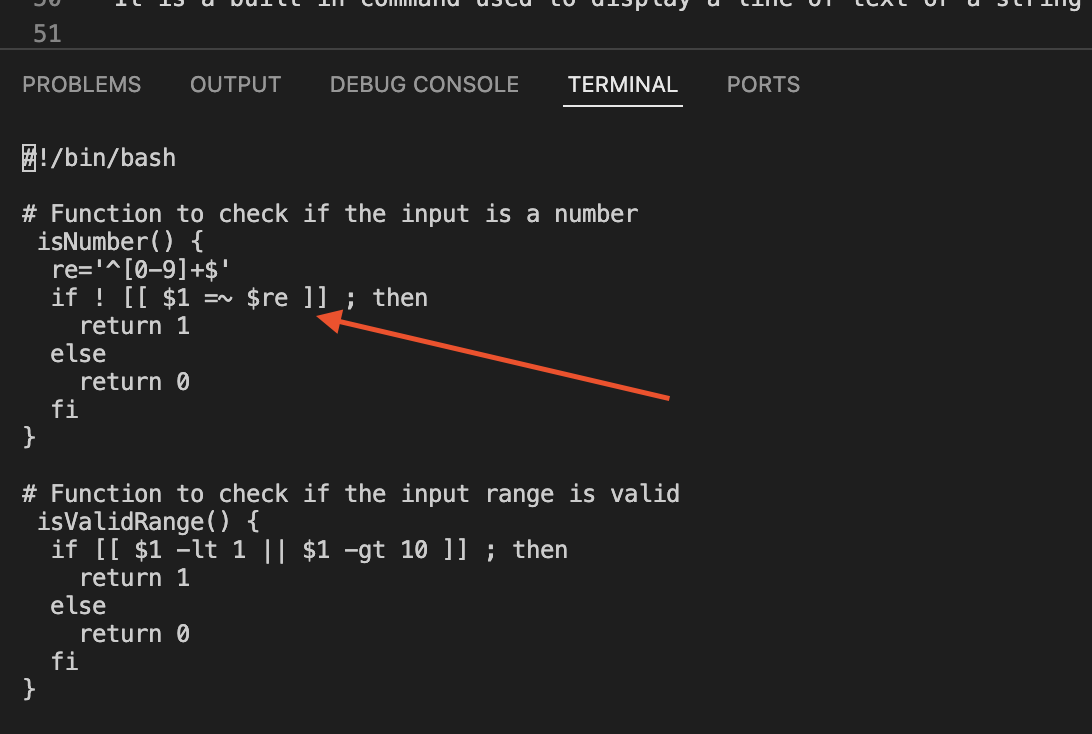 50 It is a built in command used to display a line of text or a string
51
PROBLEMS OUTPUT DEBUG CONSOLE TERMINAL PORTS
#!/bin/bash
# Function to check if the input is a number
isNumber() {
re='^[0-9]+$'
if ! [[ $1 =~ $re ]] ; then
return 1
else
return 0
fi
}
# Function to check if the input range is valid
isValidRange() {
if [[ $1 -lt 1 || $1 -gt 10 ]] ; then
return 1
else
return 0
fi
}